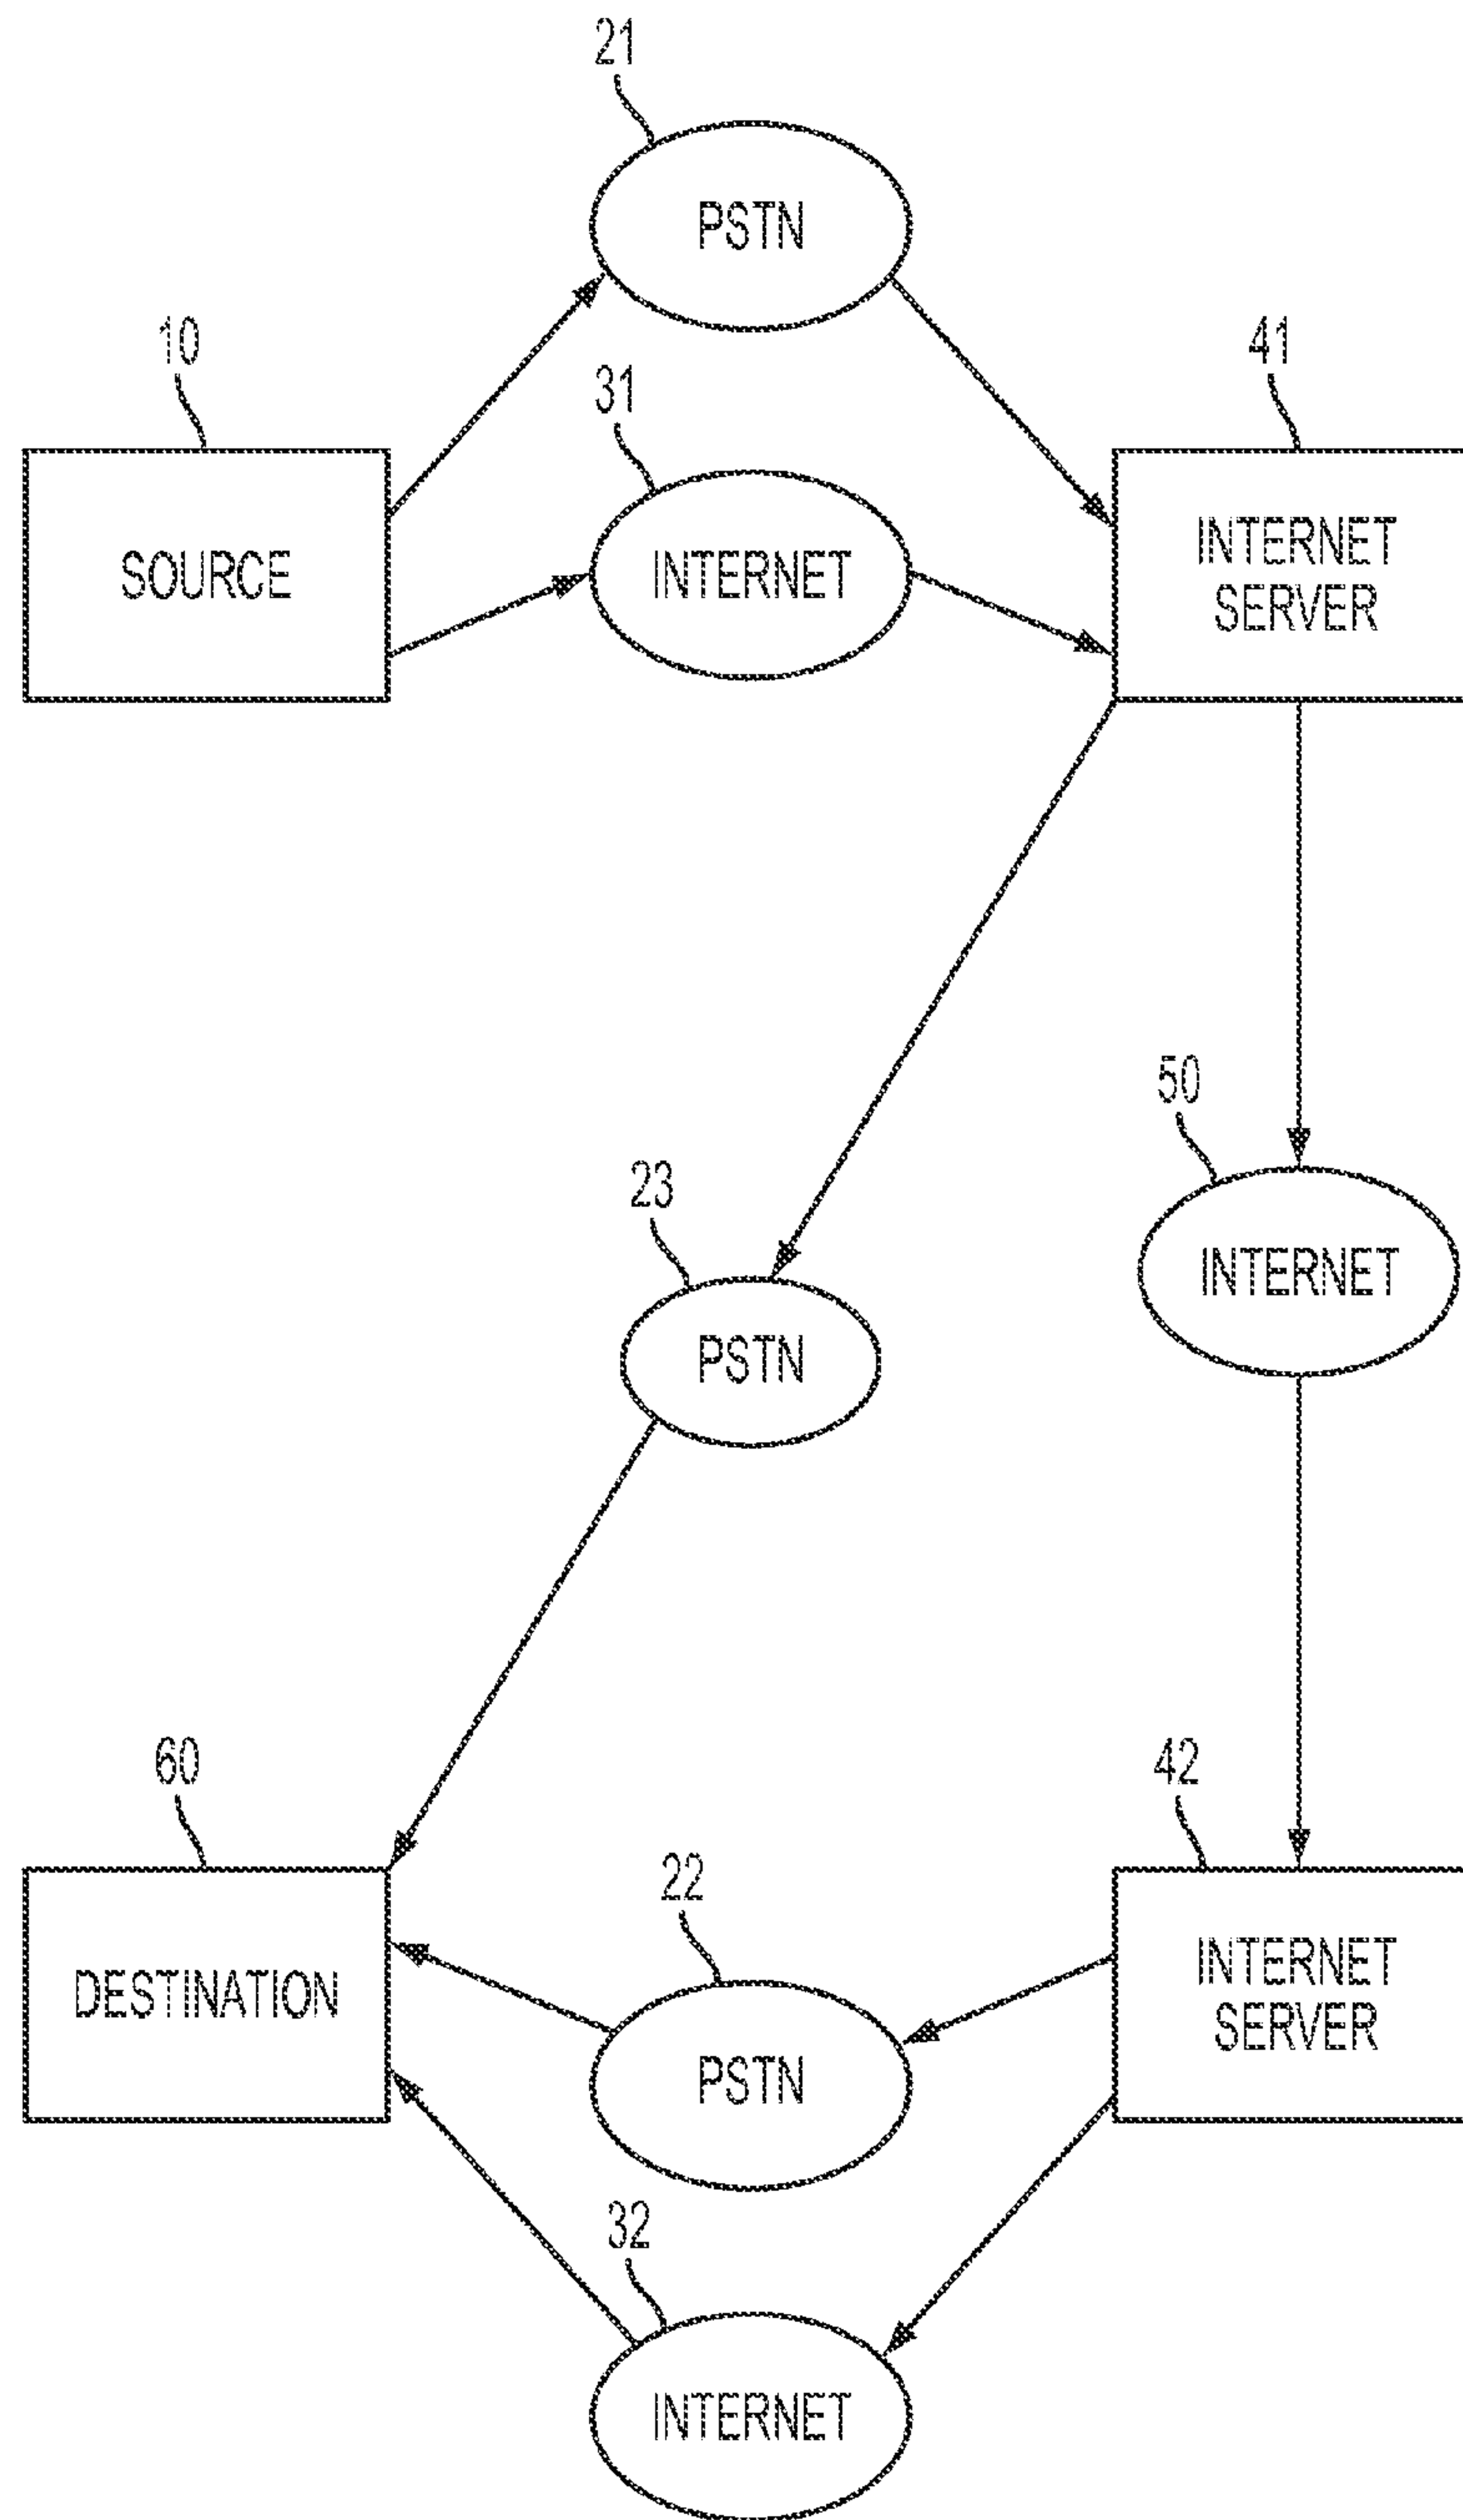 21
PSTN
10
31
41
SOURCE
INTERNET
INTERNET
SERVER
50
23
INTERNET
PSTN
60
42
22
DESTINATION
INTERNET
SERVER
PSTN
32
INTERNET